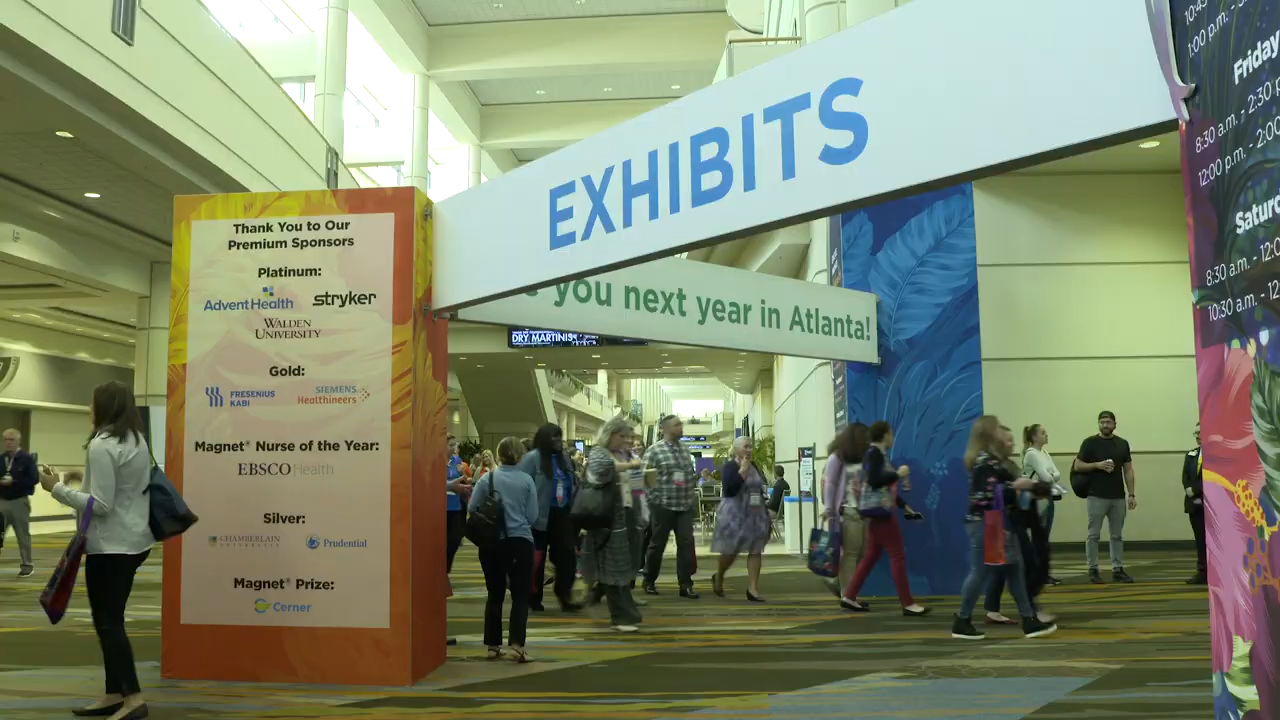 EXHIBITS
you next year in Atlanta!
DRY MARTINIS
Thank You to Our
Premium Sponsors
Platinum:
AdventHealth stryker
WALDEN
UNIVERSITY
Gold:
FRESENIUS
KABI
SIEMENS
Healthineers
Magnet® Nurse of the Year:
EBSCO Health
Silver:
CHAMBERLAIN
UNIVERSITY
Prudential
Magnet® Prize:
Cerner
1:00 p.m. -
Friday
8:30 a.m. - 2:30 p
12:00 p.m. - 2:00
Saturd
8:30 a.m. - 12:0
10:30 a.m. - 12